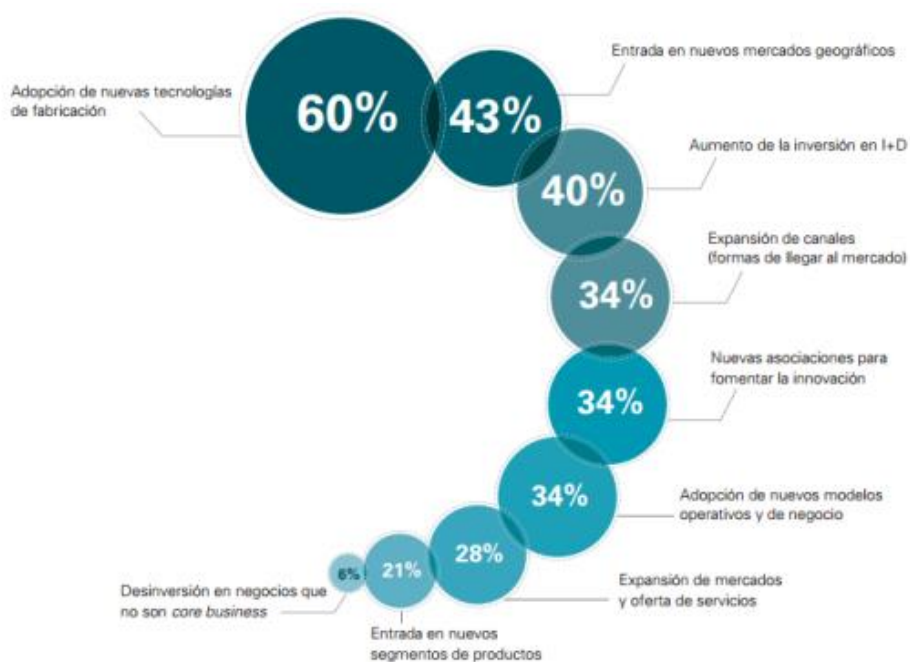 Adopción de nuevas tecnologías
de fabricación
60%
43%
Entrada en nuevos mercados geográficos
40%
Aumento de la inversión en I+D
34%
Expansión de canales
(formas de llegar al mercado)
34%
Nuevas asociaciones para
fomentar la innovación
34%
Adopción de nuevos modelos
operativos y de negocio
28%
Expansión de mercados
y oferta de servicios
21%
Entrada en nuevos
segmentos de productos
6%
Desinversión en negocios que
no son core business